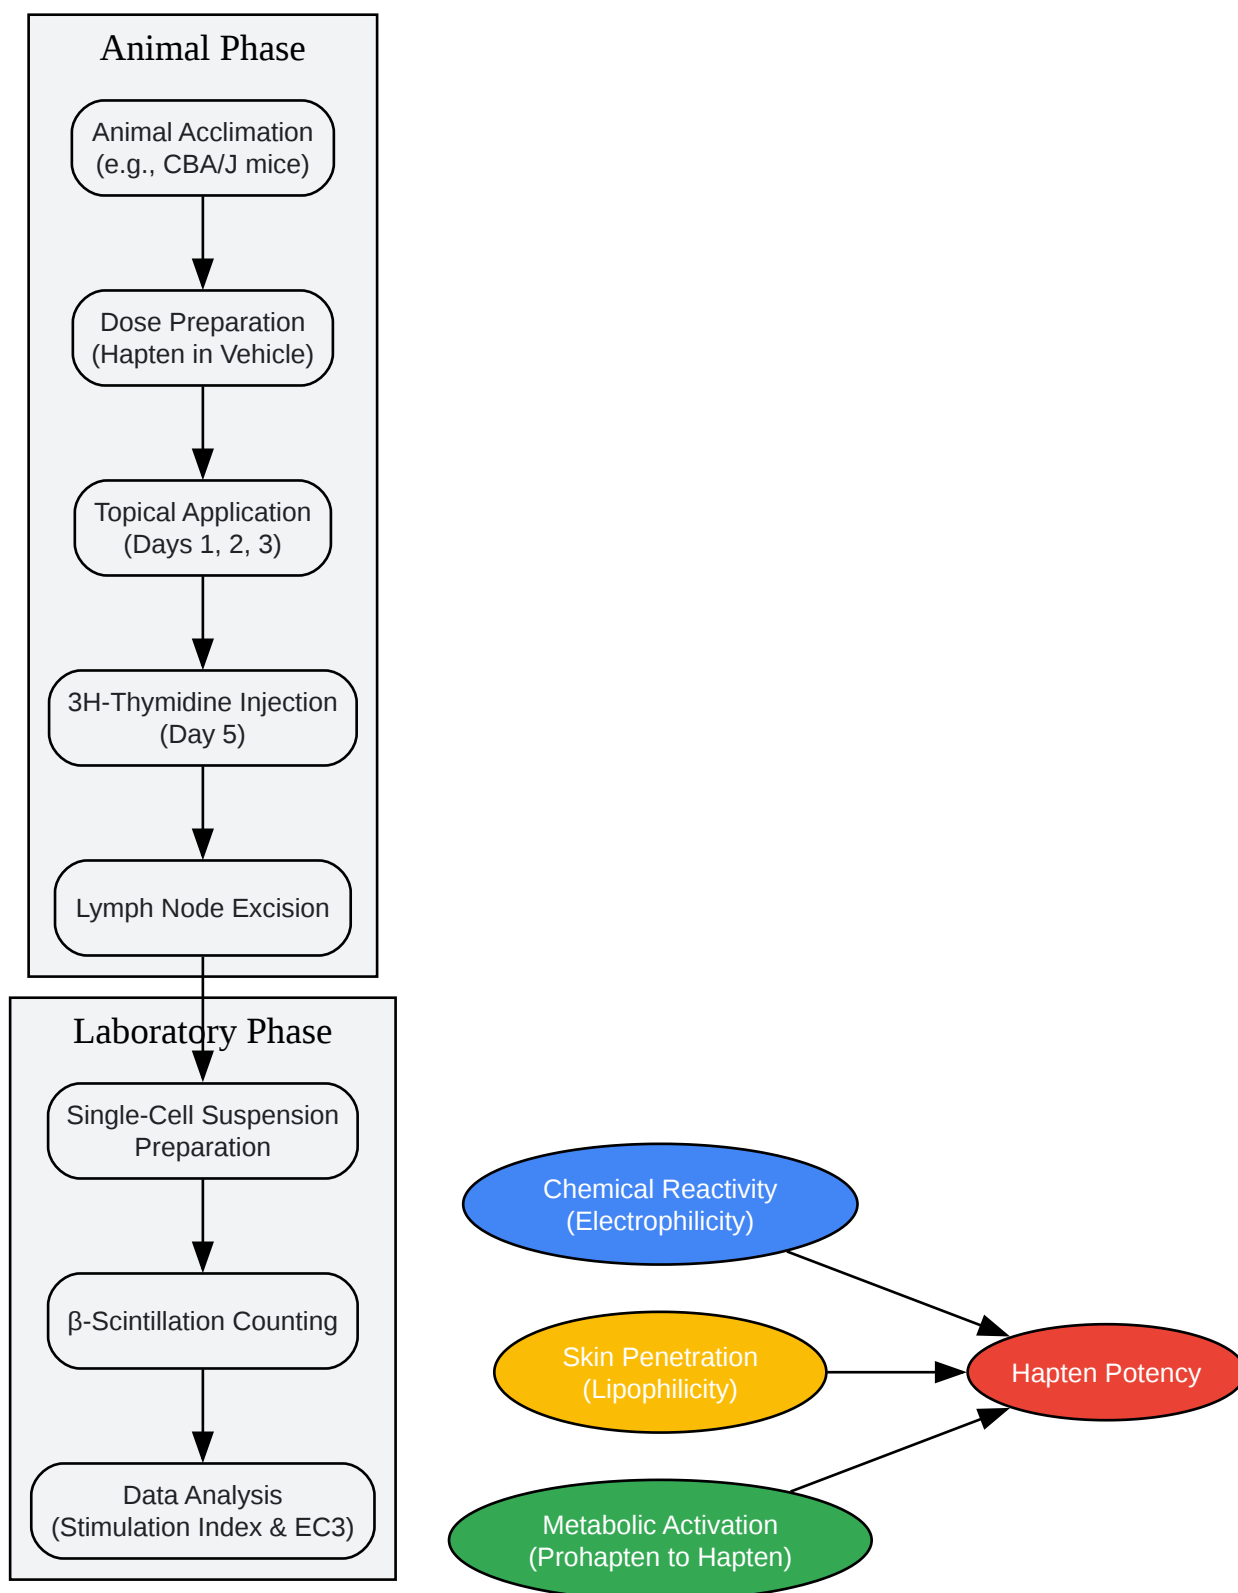 Animal Phase
Animal Acclimation
(e.g., CBA/J mice)
Dose Preparation
(Hapten in Vehicle)
Topical Application
(Days 1, 2, 3)
3H-Thymidine Injection
(Day 5)
Lymph Node Excision
Laboratory Phase
Single-Cell Suspension
Preparation
β-Scintillation Counting
Data Analysis
(Stimulation Index & EC3)
Chemical Reactivity
(Electrophilicity)
Skin Penetration
(Lipophilicity)
Metabolic Activation
(Prohapten to Hapten)
Hapten Potency